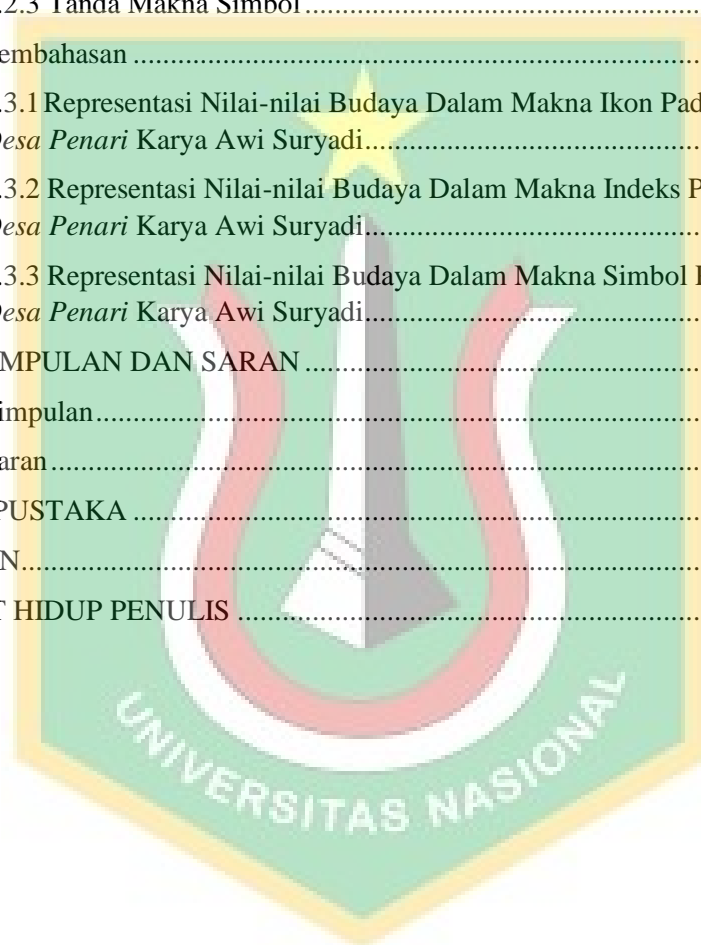 .2.3 Tanda Makna Simbol ..............................................................
embahasan ..............................................................
.3.1 Representasi Nilai-nilai Budaya Dalam Makna Ikon Pad
Desa Penari Karya Awi Suryadi..............................................................
.3.2 Representasi Nilai-nilai Budaya Dalam Makna Indeks P
Desa Penari Karya Awi Suryadi..............................................................
.3.3 Representasi Nilai-nilai Budaya Dalam Makna Simbol
Desa Penari Karya Awi Suryadi..............................................................
MPULAN DAN SARAN ..............................................................
impulan..............................................................
aran..............................................................
PUSTAKA ..............................................................
N..............................................................
T HIDUP PENULIS ..............................................................
UNIVERSITAS NASIONAL